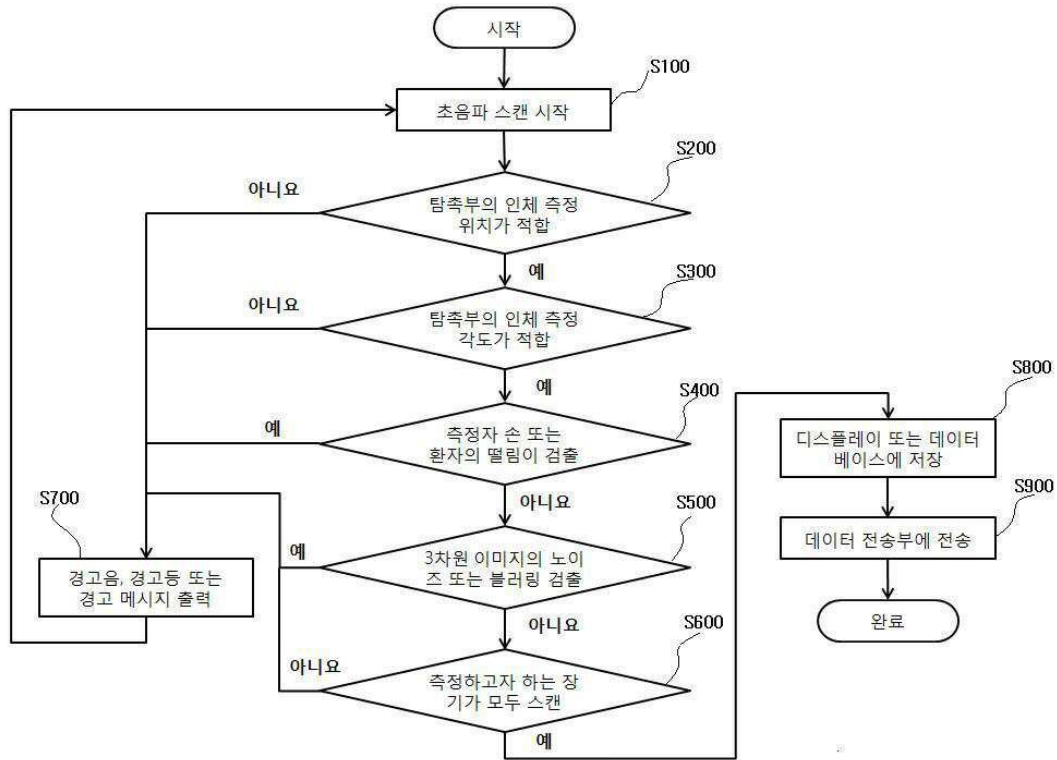 시작
S100
초음파 스캔 시작
S200
아니요
탐촉부의 인체 측정
위치가 적합
예
S300
아니요
탐촉부의 인체 측정
각도가 적합
예
S400
예
측정자 손 또는
환자의 떨림이 검출
아니요
S500
예
3차원 이미지의 노이
즈 또는 블러링 검출
아니요
S600
아니요
측정하고자 하는 장
기가 모두 스캔
예
S700
경고음, 경고등 또는
경고 메시지 출력
S800
디스플레이 또는 데이터
베이스에 저장
S900
데이터 전송부에 전송
완료